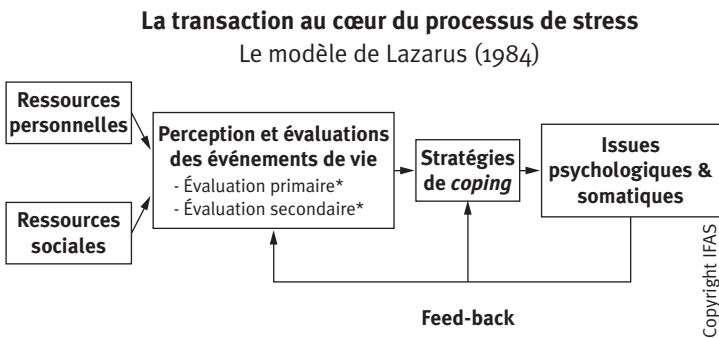 La transaction au cœur du processus de stress
Le modèle de Lazarus (1984)
Ressources
personnelles
Perception et évaluations
des événements de vie
- Évaluation primaire*
- Évaluation secondaire*
Stratégies
de coping
Issues
psychologiques &
somatiques
Ressources
sociales
Feed-back
Copyright IFAS